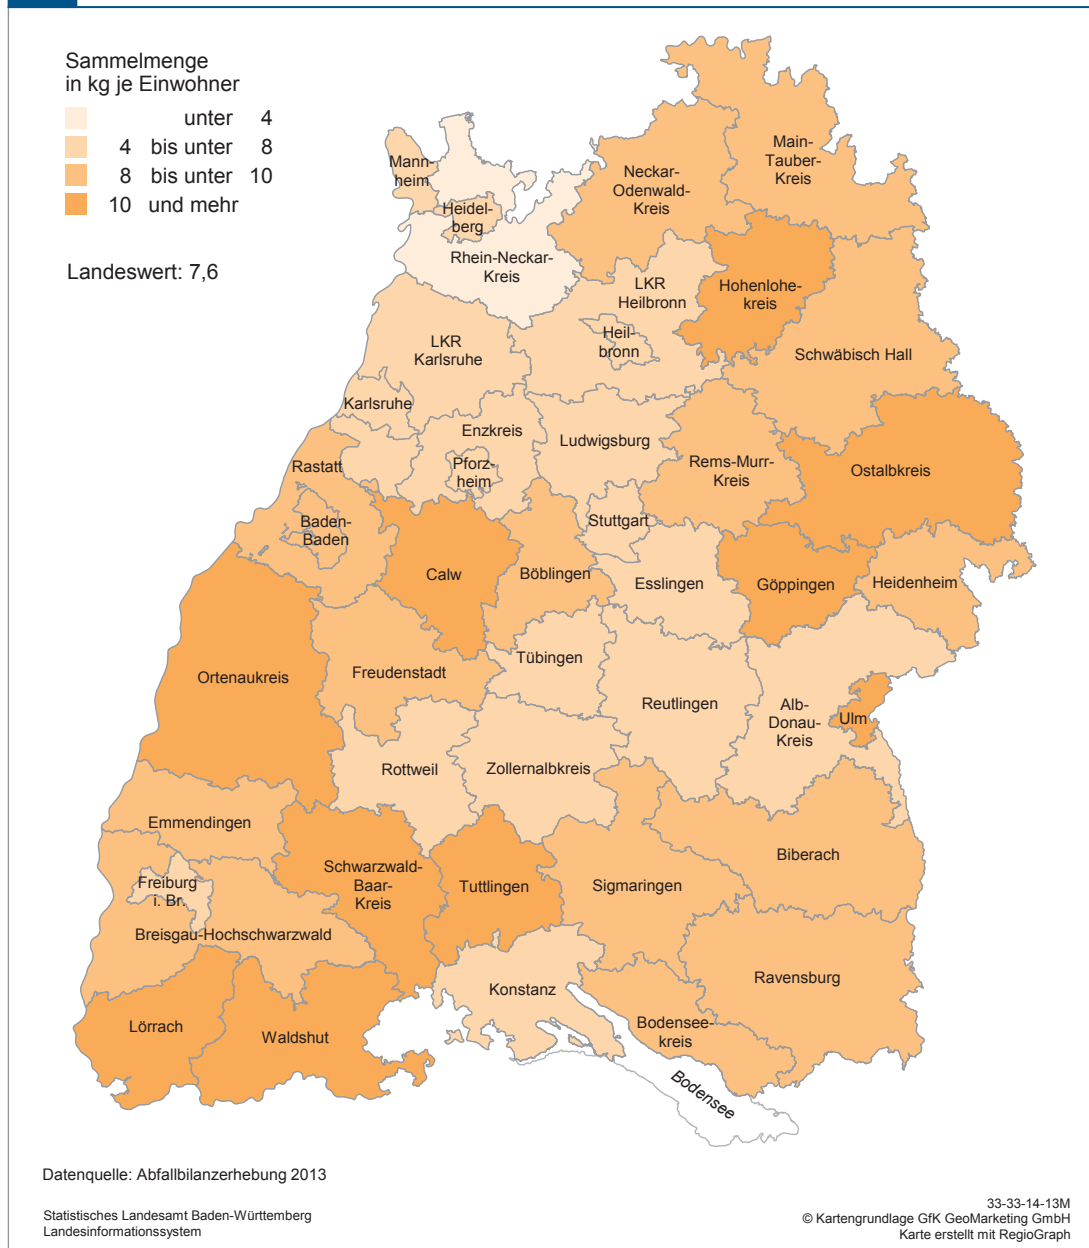 Sammelmenge
in kg je Einwohner
unter 4
4 bis unter 8
8 bis unter 10
10 und mehr
Landeswert: 7,6
Main-
Tauber-
Kreis
Neckar-
Odenwald-
Kreis
Mann-
heim
Heidel-
berg
Rhein-Neckar-
Kreis
LKR
Heilbronn
Hohenlohe-
kreis
Heil-
bronn
LKR
Karlsruhe
Schwäbisch Hall
Karlsruhe
Enzkreis
Ludwigsburg
Rastatt
Pforz-
heim
Rems-Murr-
Kreis
Ostalbkreis
Baden-
Baden
Stuttgart
Calw
Böblingen
Esslingen
Göppingen
Heidenheim
Ortenaukreis
Freudenstadt
Tübingen
Reutlingen
Alb-
Donau-
Kreis
Ulm
Rottweil
Zollernalbkreis
Emmendingen
Biberach
Freiburg
i. Br.
Schwarzwald-
Baar-
Kreis
Tuttlingen
Sigmaringen
Breisgau-Hochschwarzwald
Ravensburg
Konstanz
Lörrach
Waldshut
Bodensee-
kreis
Bodensee
Datenquelle: Abfallbilanzerhebung 2013
Statistisches Landesamt Baden-Württemberg
Landesinformationssystem
33-33-14-13M
© Kartengrundlage GfK GeoMarketing GmbH
Karte erstellt mit RegioGraph